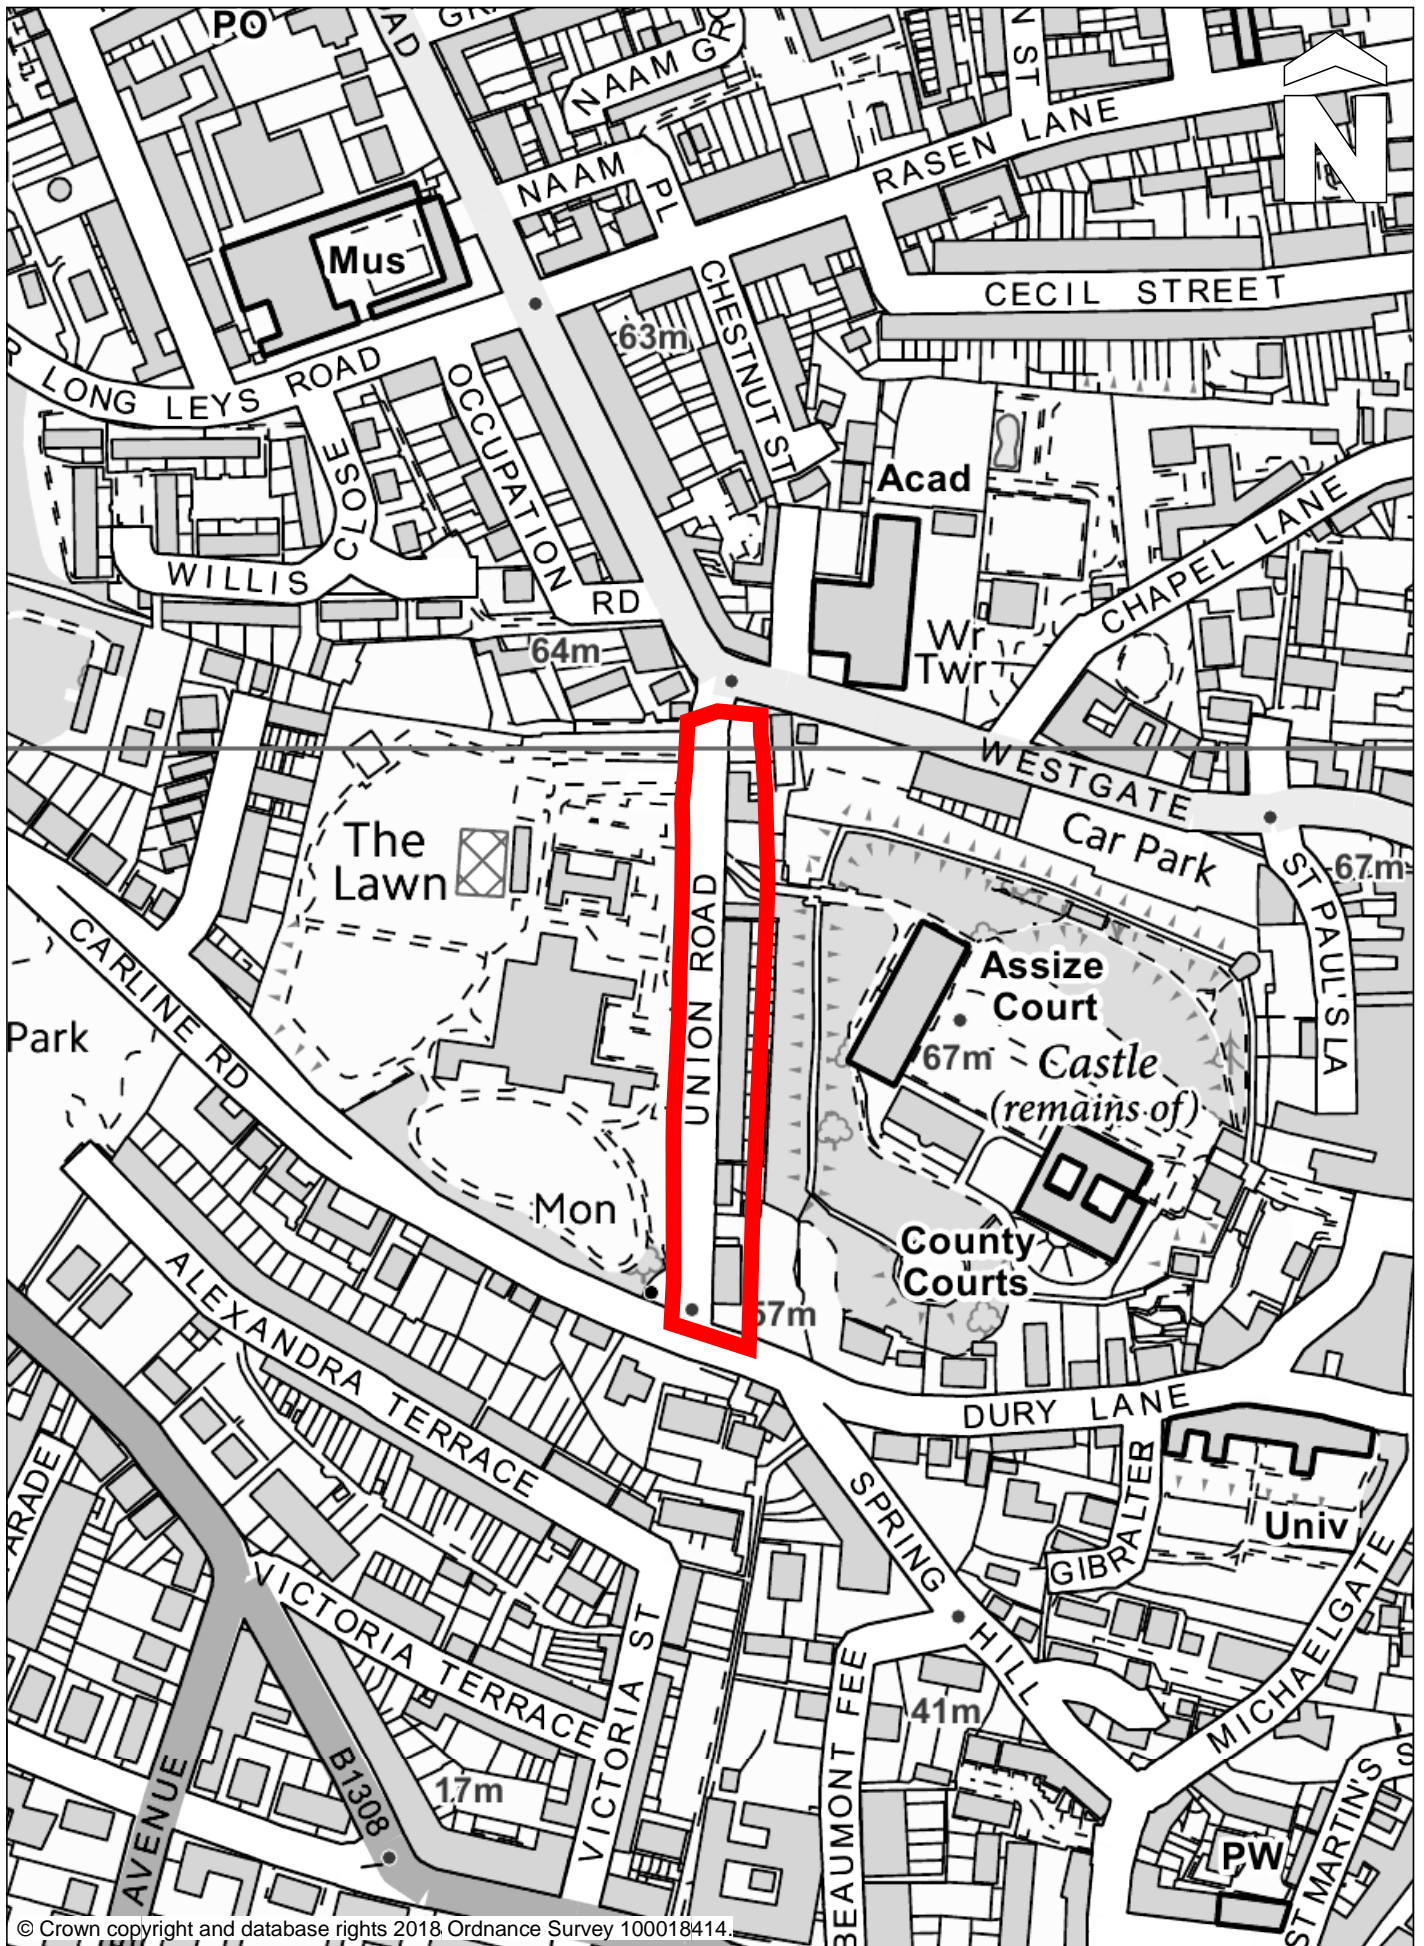 PO
NAAM
PL
RASEN LANE
Mus
CHESTNUT ST
CECIL STREET
63m
LONG LEYS ROAD
OCCUPATION
RD
CLOSE
WILLIS
Acad
CHAPEL LANE
Wr
Twr
64m
WESTGATE
Car Park
ST PAUL'S LA
67m
The
Lawn
UNION ROAD
CARLINE RD
Park
Assize
Court
67m
Castle
(remains of)
Mon
County
Courts
57m
ALEXANDRA TERRACE
DURY LANE
SPRING HILL
GIBRALTER
Univ
MICHAELGATE
VICTORIA TERRACE
VICTORIA ST
BEAUMONT FEE
41m
17m
B1308
AVENUE
PW
ST MARTIN'S
N
© Crown copyright and database rights 2018 Ordnance Survey 100018414.